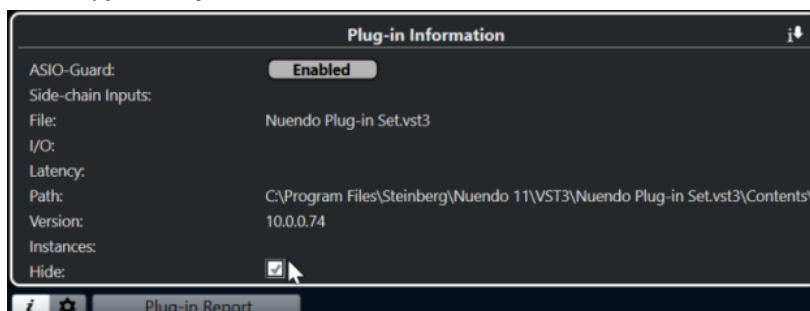 Plug-in Information
ASIO-Guard: Enabled
Side-chain Inputs:
File: Nuendo Plug-in Set.vst3
I/O:
Latency:
Path: C:\Program Files\Steinberg\Nuendo 11\VST3\Nuendo Plug-in Set.vst3\Contents\
Version: 10.0.0.74
Instances:
Hide:
i Plug-in Report